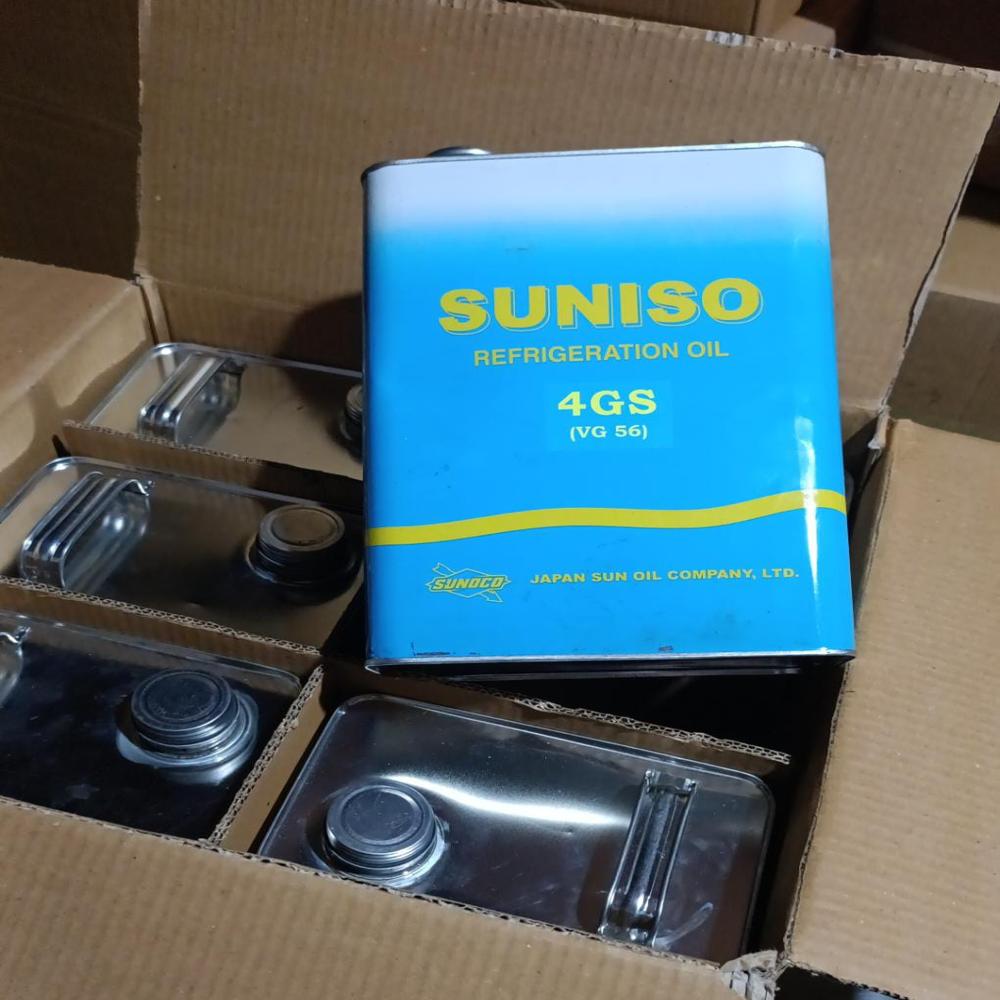 SUNISO
REFRIGERATION OIL
4GS
(VG 56)
SUNOCO JAPAN SUN OIL COMPANY, LTD.